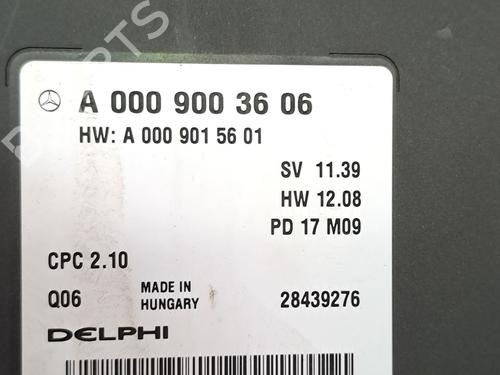 A 000 900 36 06
HW: A 000 901 56 01
SV 11.39
HW 12.08
PD 17 M09
CPC 2.10
Q06 MADE IN HUNGARY 28439276
DELPHI